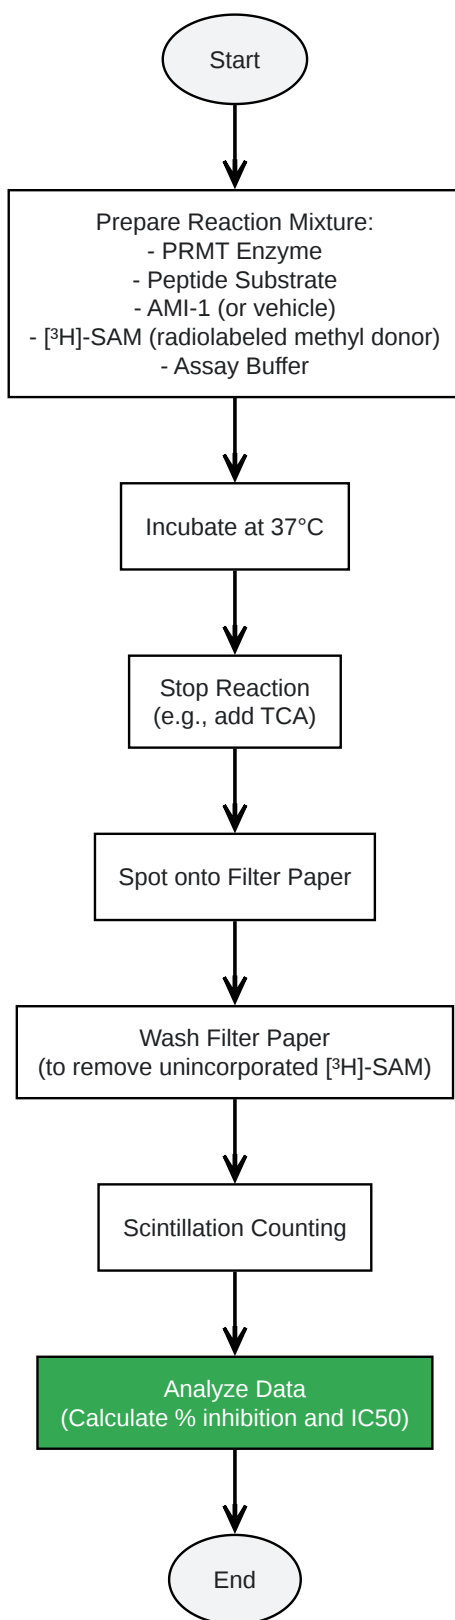 Start
Prepare Reaction Mixture:
- PRMT Enzyme
- Peptide Substrate
- AMI-1 (or vehicle)
- [³H]-SAM (radiolabeled methyl donor)
- Assay Buffer
Incubate at 37°C
Stop Reaction
(e.g., add TCA)
Spot onto Filter Paper
Wash Filter Paper
(to remove unincorporated [³H]-SAM)
Scintillation Counting
Analyze Data
(Calculate % inhibition and IC50)
End